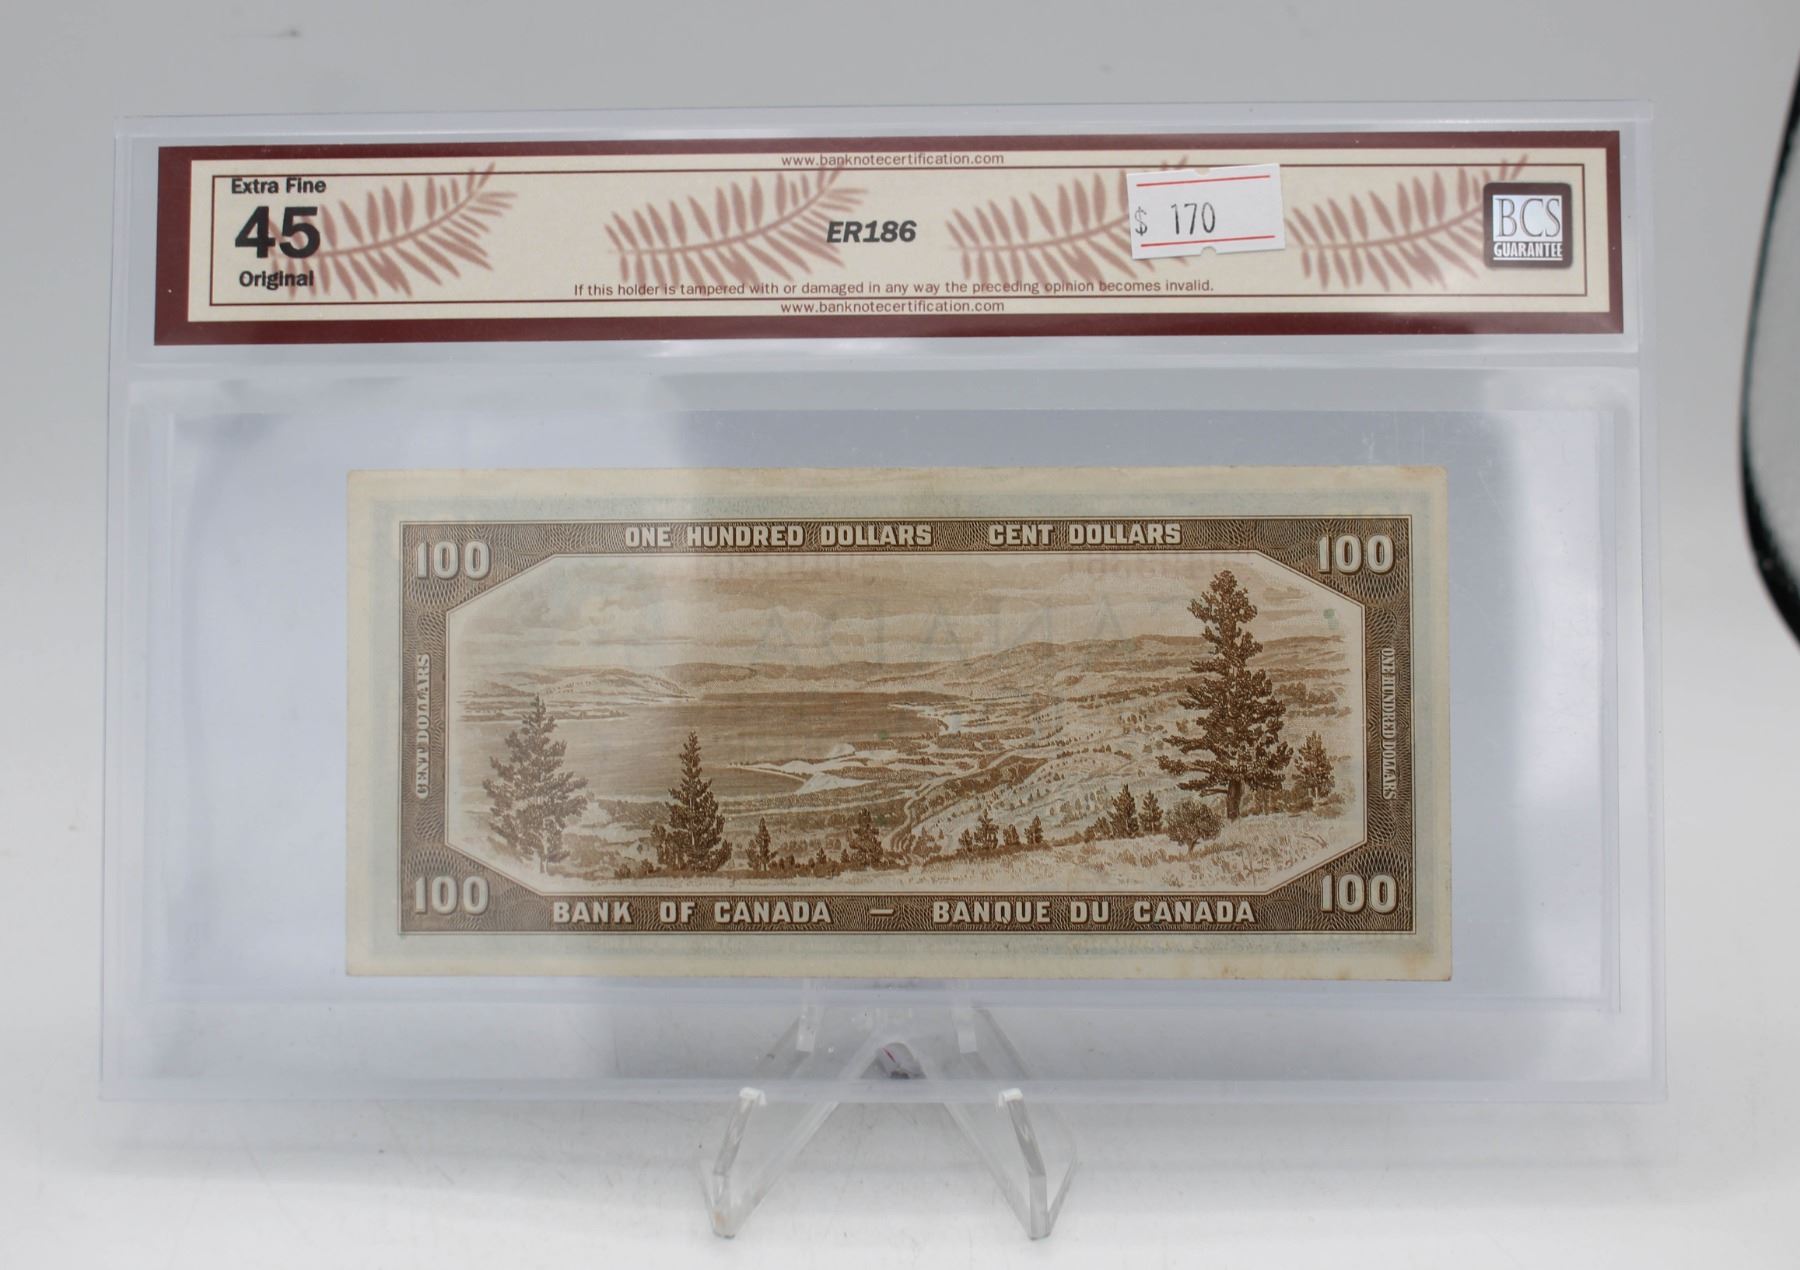 www.banknotecertification.com
Extra Fine
45
Original
ER186
$ 170
BCS
GUARANTEE
If this holder is tampered with or damaged in any way the preceding opinion becomes invalid.
www.banknotecertification.com
ONE HUNDRED DOLLARS CENT DOLLARS
100
100
CANADA
CENT DOLLARS
ONE HUNDRED DOLLARS
100
100
BANK OF CANADA — BANQUE DU CANADA